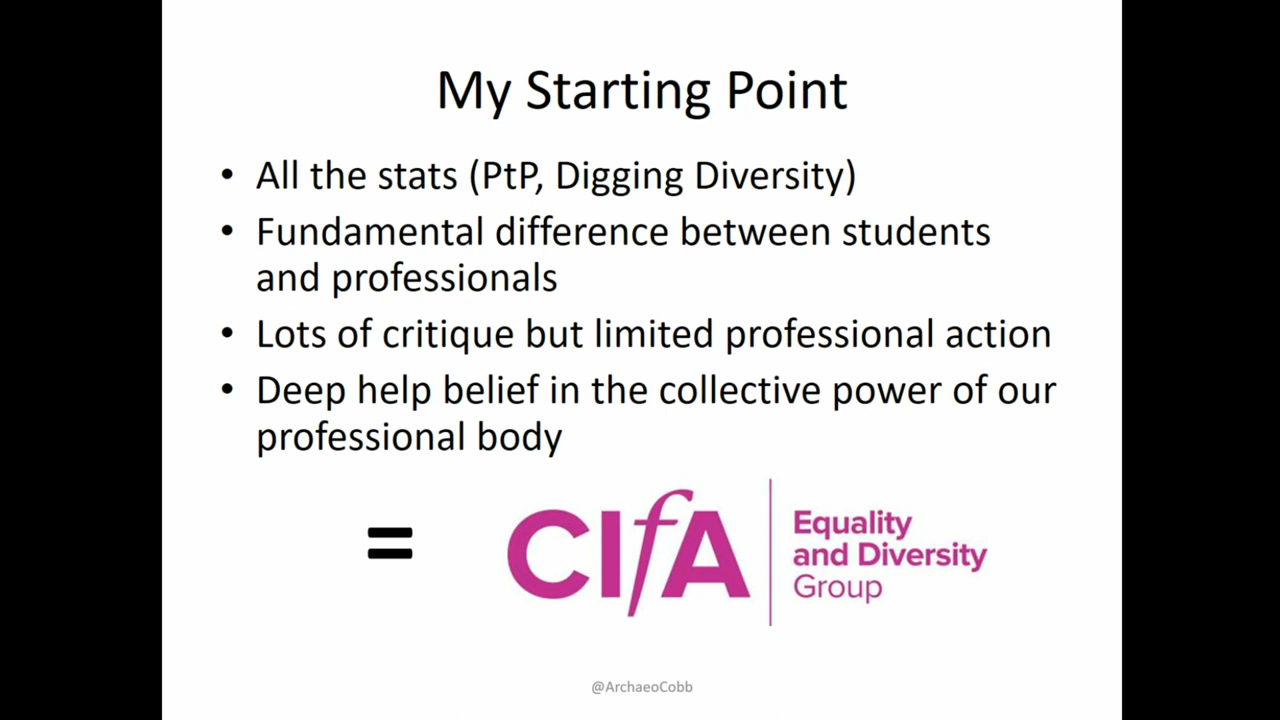 My Starting Point
• All the stats (PtP, Digging Diversity)
• Fundamental difference between students
and professionals
• Lots of critique but limited professional action
• Deep help belief in the collective power of our
professional body
= CIfA Equality
and Diversity
Group
@ArchaeoCobb